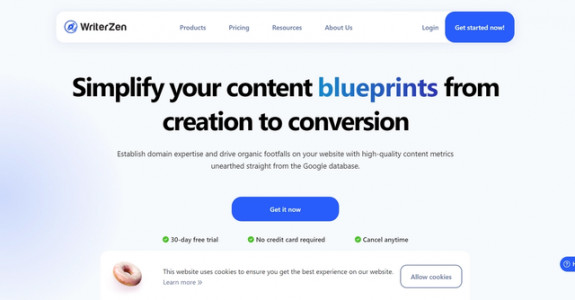 WriterZen
Products
Pricing
Resources
About Us
Login
Get started now!
Simplify your content blueprints from
creation to conversion
Establish domain expertise and drive organic footfalls on your website with high-quality content metrics
unearthed straight from the Google database.
Get it now
30-day free trial
No credit card required
Cancel anytime
This website uses cookies to ensure you get the best experience on our website.
Learn more
Allow cookies